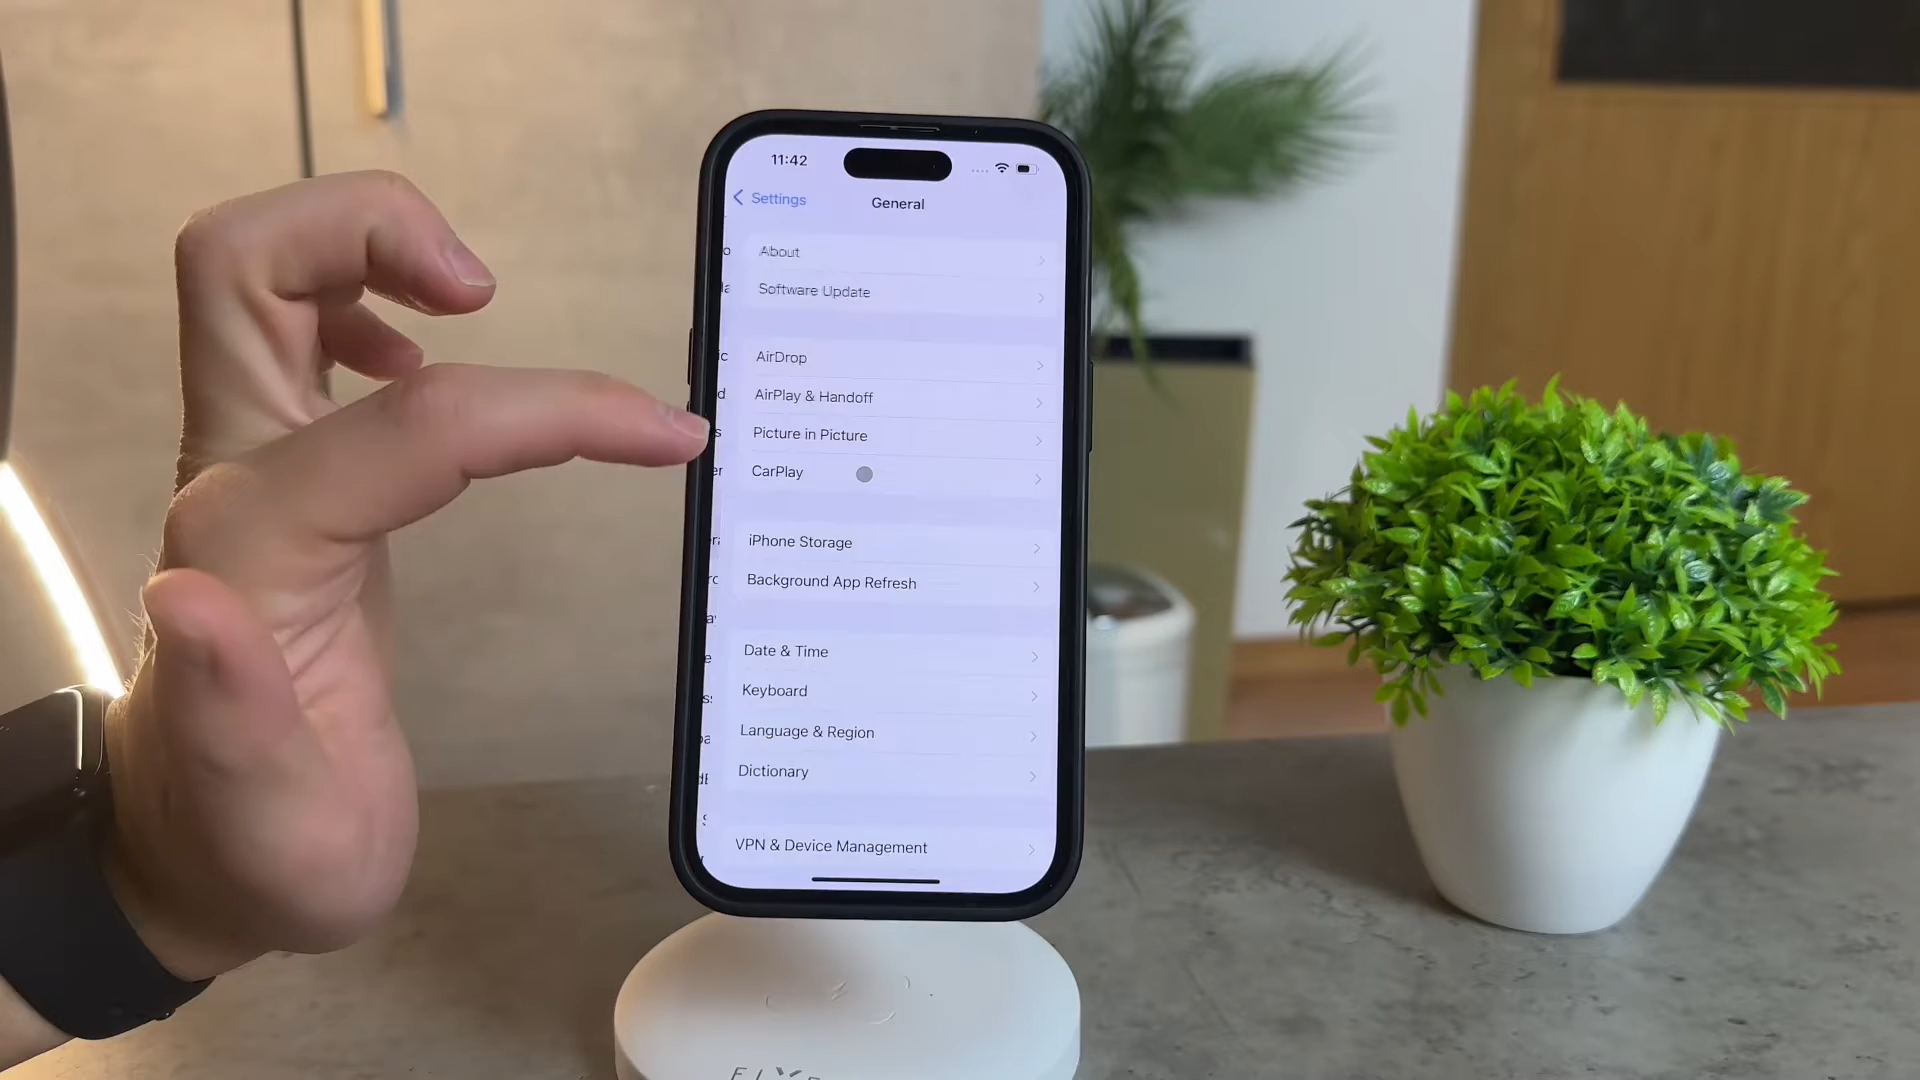 11:42
Settings
General
About
Software Update
AirDrop
AirPlay & Handoff
Picture in Picture
CarPlay
iPhone Storage
Background App Refresh
Date & Time
Keyboard
Language & Region
Dictionary
VPN & Device Management